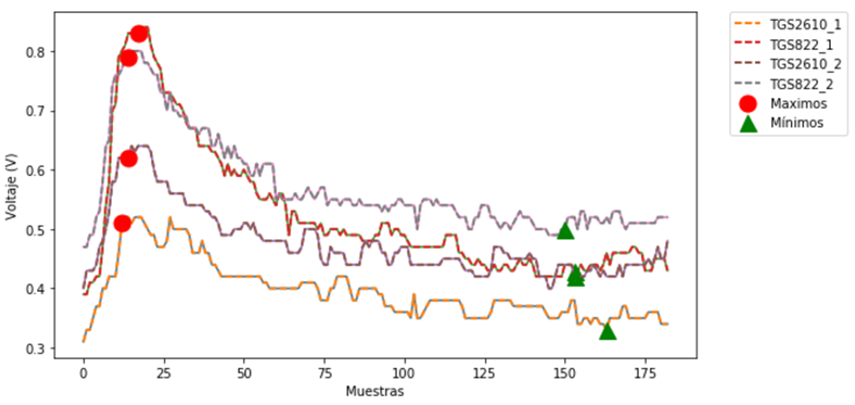 TGS2610_1
TGS822_1
TGS2610_2
TGS822_2
Maximos
Mínimos
0.8
0.7
0.6
0.5
0.4
0.3
Voltaje (V)
0 25 50 75 100 125 150 175
Muestras